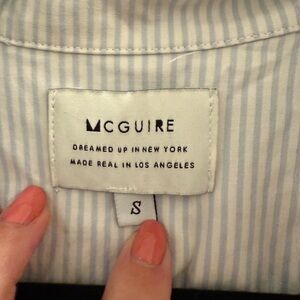 MCGUIRE
DREAMED UP IN NEW YORK
MADE REAL IN LOS ANGELES
S